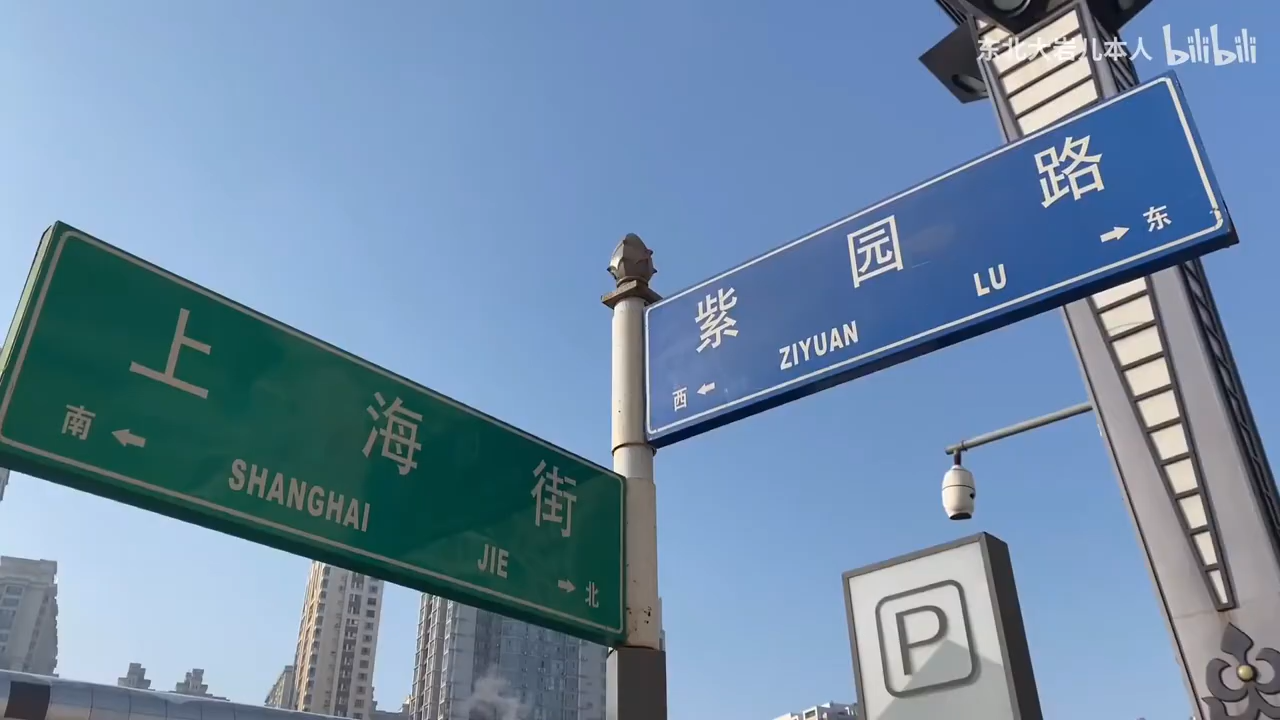 东北大岩儿本人 bilibili
紫园路
ZIYUAN LU
西 ← → 东
上海街
南 ←
SHANGHAI JIE
→ 北
P